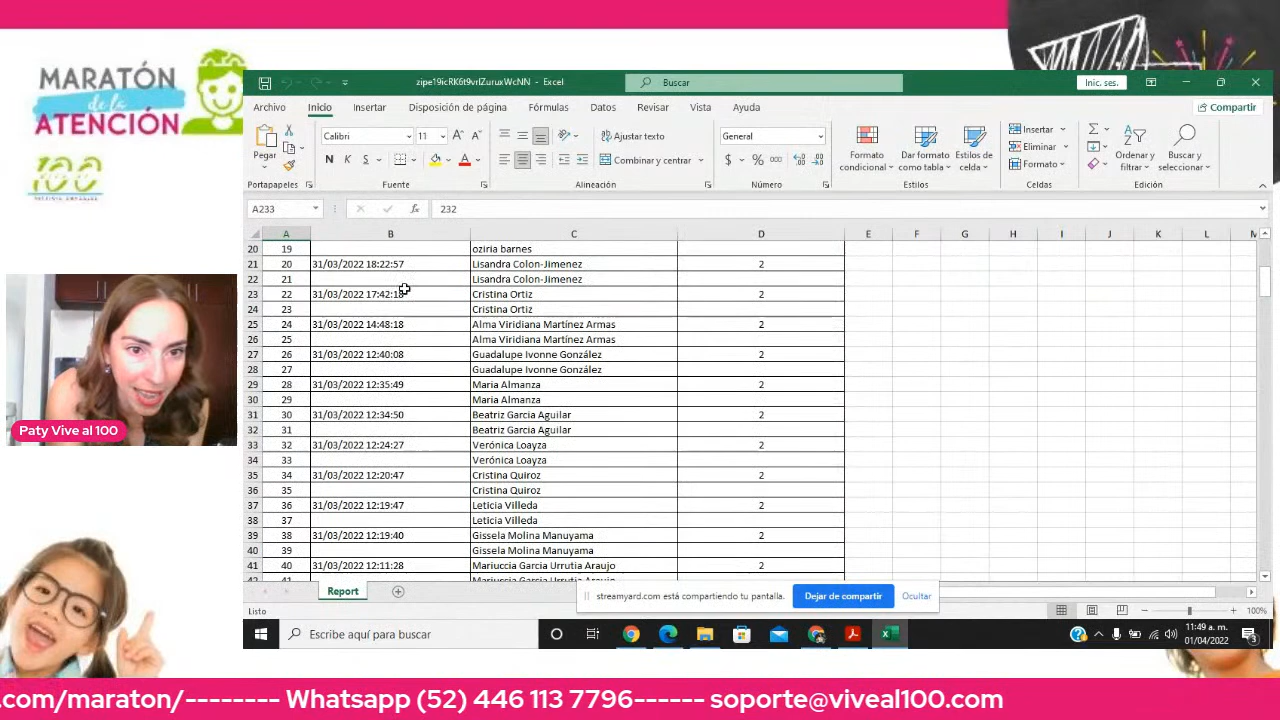 MARATÓN
de la
ATENCIÓN
100
zipe19icRK6t9vrIZuruxWcNN - Excel
Buscar
Inic. ses.
Archivo Inicio Insertar Disposición de página Fórmulas Datos Revisar Vista Ayuda
Compartir
Pegar
Calibri 11
N K S
Ajustar texto
Combinar y centrar
General
$ % 000
Formato condicional
Dar formato como tabla
Estilos de celda
Insertar
Eliminar
Formato
Ordenar y filtrar
Buscar y seleccionar
Portapapeles Fuente Alineación Número Estilos Celdas Edición
A233 fx 232
A B C D E F G H I J K L M
20 19 oziria barnes
21 20 31/03/2022 18:22:57 Lisandra Colon-Jimenez 2
22 21 Lisandra Colon-Jimenez
23 22 31/03/2022 17:42:18 Cristina Ortiz 2
24 23 Cristina Ortiz
25 24 31/03/2022 14:48:18 Alma Viridiana Martínez Armas 2
26 25 Alma Viridiana Martínez Armas
27 26 31/03/2022 12:40:08 Guadalupe Ivonne González 2
28 27 Guadalupe Ivonne González
29 28 31/03/2022 12:35:49 Maria Almanza 2
30 29 Maria Almanza
31 30 31/03/2022 12:34:50 Beatriz Garcia Aguilar 2
32 31 Beatriz Garcia Aguilar
33 32 31/03/2022 12:24:27 Verónica Loayza 2
34 33 Verónica Loayza
35 34 31/03/2022 12:20:47 Cristina Quiroz 2
36 35 Cristina Quiroz
37 36 31/03/2022 12:19:47 Leticia Villeda 2
38 37 Leticia Villeda
39 38 31/03/2022 12:19:40 Gissela Molina Manuyama 2
40 39 Gissela Molina Manuyama
41 40 31/03/2022 12:11:28 Mariuccia Garcia Urrutia Araujo 2
42 41 Mariuccia Garcia Urrutia Araujo
Paty Vive al 100
Report
streamyard.com está compartiendo tu pantalla. Dejar de compartir Ocultar
Listo
100%
Escribe aquí para buscar
11:49 a. m.
01/04/2022
3
.com/maraton/-------- Whatsapp (52) 446 113 7796------ soporte@viveal100.com